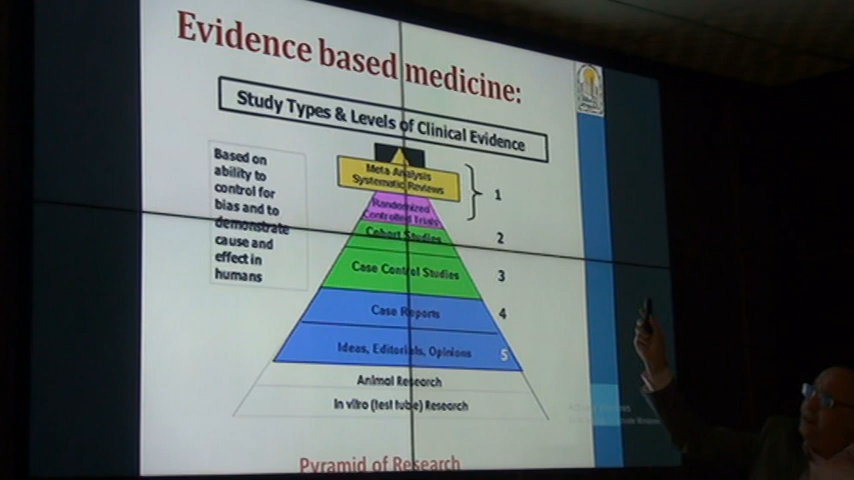 Evidence based medicine:
Study Types & Levels of Clinical Evidence
Based on
ability to
control for
bias and to
demonstrate
cause and
effect in
humans
Meta Analysis
Systematic Reviews
1
Randomized
Controlled Trials
Cohort Studies
2
Case Control Studies
3
Case Reports
4
Ideas, Editorials, Opinions
5
Animal Research
In vitro (test tube) Research
Pyramid of Research